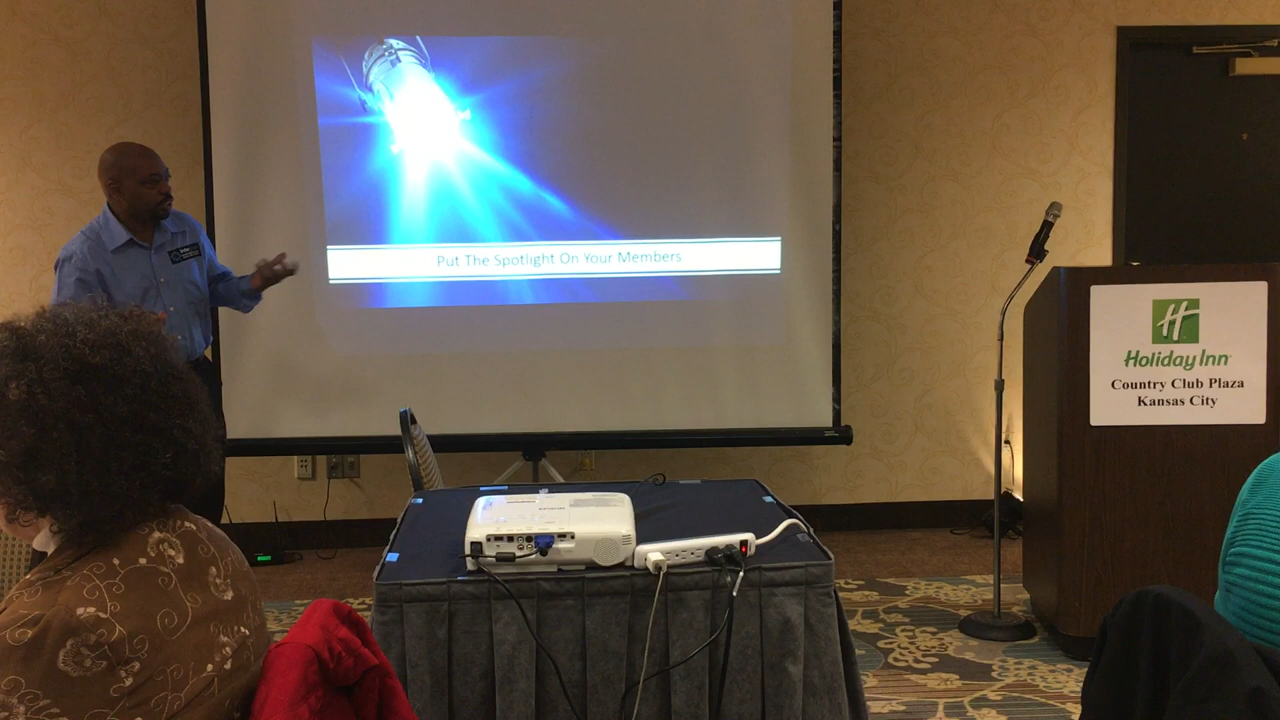 Put The Spotlight On Your Members
H
Holiday Inn
Country Club Plaza
Kansas City